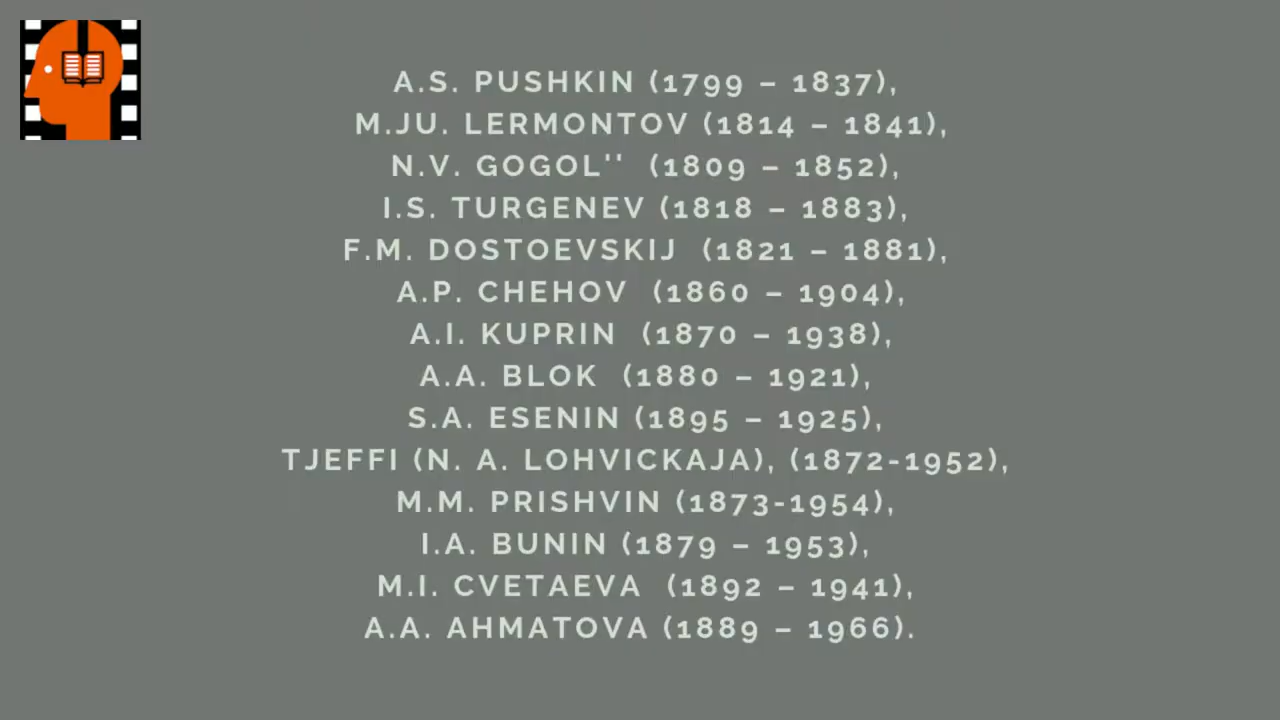 A.S. PUSHKIN (1799 – 1837),
M.JU. LERMONTOV (1814 – 1841),
N.V. GOGOL'' (1809 – 1852),
I.S. TURGENEV (1818 – 1883),
F.M. DOSTOEVSKIJ (1821 – 1881),
A.P. CHEHOV (1860 – 1904),
A.I. KUPRIN (1870 – 1938),
A.A. BLOK (1880 – 1921),
S.A. ESENIN (1895 – 1925),
TJEFFI (N. A. LOHVICKAJA), (1872-1952),
M.M. PRISHVIN (1873-1954),
I.A. BUNIN (1879 – 1953),
M.I. CVETAEVA (1892 – 1941),
A.A. AHMATOVA (1889 – 1966).